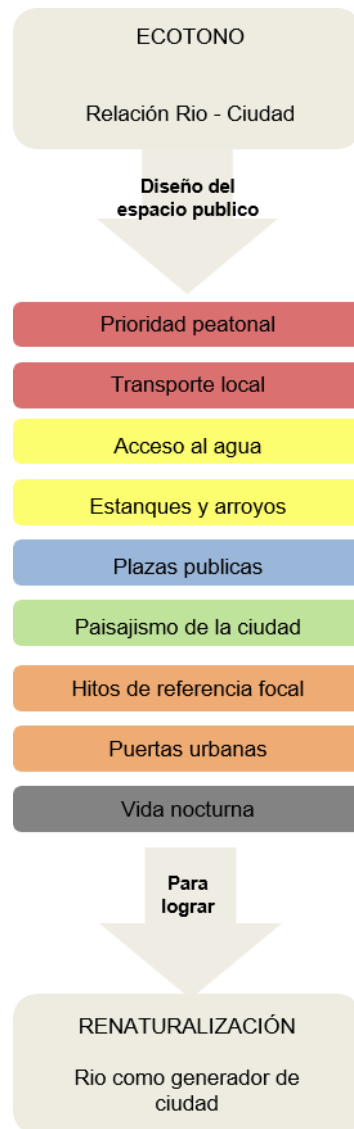 ECOTONO
Relación Rio - Ciudad
Diseño del
espacio publico
Prioridad peatonal
Transporte local
Acceso al agua
Estanques y arroyos
Plazas publicas
Paisajismo de la ciudad
Hitos de referencia focal
Puertas urbanas
Vida nocturna
Para
lograr
RENATURALIZACIÓN
Rio como generador de
ciudad